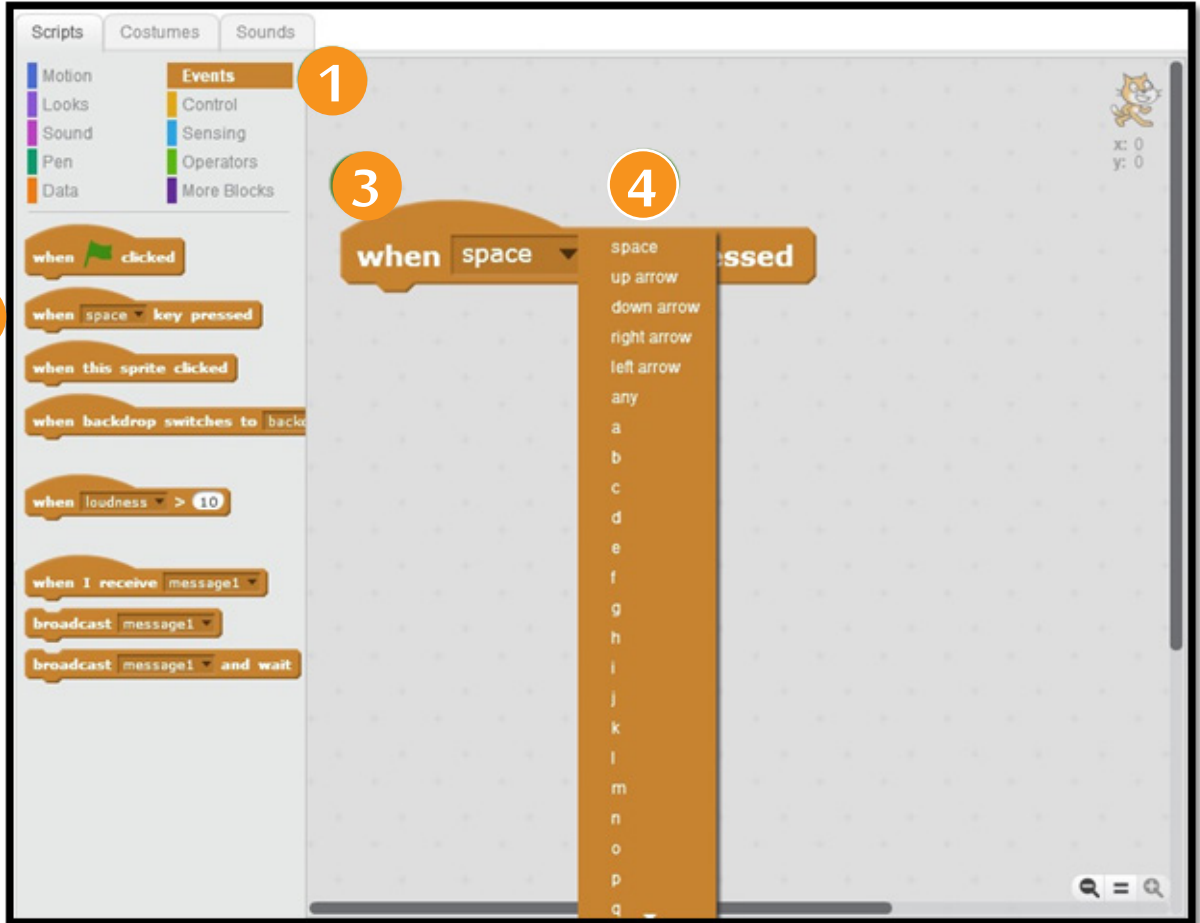 Scripts Costumes Sounds
Motion Events 1
Looks Control
Sound Sensing
Pen Operators
Data More Blocks
when clicked
when space key pressed
when this sprite clicked
when backdrop switches to backd
when loudness > 10
when I receive message1
broadcast message1
broadcast message1 and wait
x: 0
y: 0
3
4
when space ssed
space
up arrow
down arrow
right arrow
left arrow
any
a
b
c
d
e
f
g
h
i
j
k
l
m
n
o
p
q